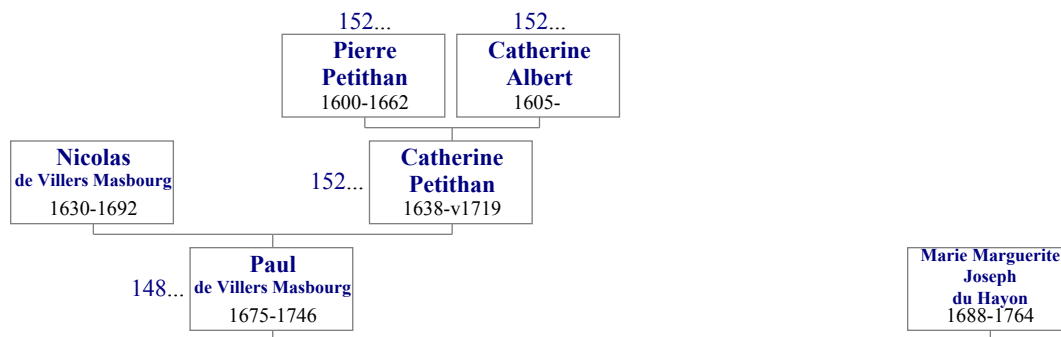 152...
152...
Pierre
Petithan
1600-1662
Catherine
Albert
1605-
Nicolas
de Villers Masbourg
1630-1692
152...
Catherine
Petithan
1638-v1719
148...
Paul
de Villers Masbourg
1675-1746
Marie Marguerite
Joseph
du Hayon
1688-1764